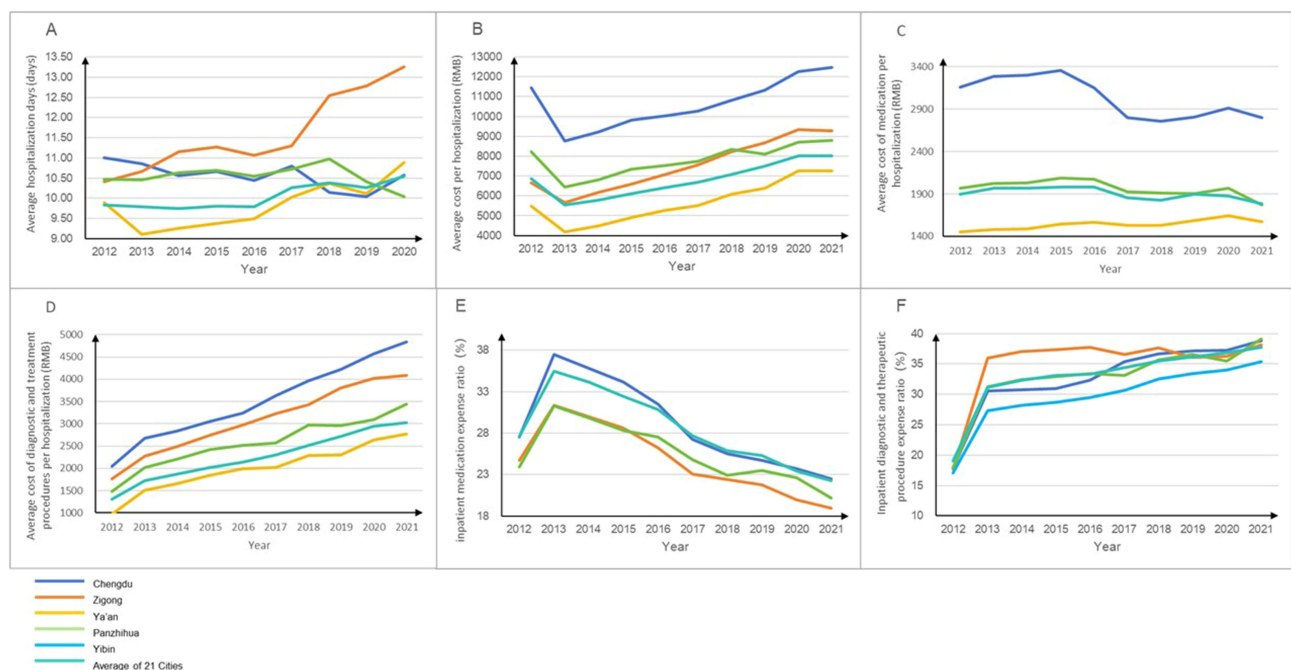 A
Average hospitalization days (days)
13.50
13.00
12.50
12.00
11.50
11.00
10.50
10.00
9.50
9.00
2012 2013 2014 2015 2016 2017 2018 2019 2020
Year
B
Average cost per hospitalization (RMB)
13000
12000
11000
10000
9000
8000
7000
6000
5000
4000
2012 2013 2014 2015 2016 2017 2018 2019 2020 2021
Year
C
Average cost of medication per
hospitalization (RMB)
3400
2900
2400
1900
1400
2012 2013 2014 2015 2016 2017 2018 2019 2020 2021
Year
D
Average cost of diagnostic and treatment
procedures per hospitalization (RMB)
5000
4500
4000
3500
3000
2500
2000
1500
1000
2012 2013 2014 2015 2016 2017 2018 2019 2020 2021
Year
E
inpatient medication expense ratio (%)
38
33
28
23
18
2012 2013 2014 2015 2016 2017 2018 2019 2020 2021
Year
F
Inpatient diagnostic and therapeutic
procedure expense ratio (%)
40
35
30
25
20
15
10
2012 2013 2014 2015 2016 2017 2018 2019 2020 2021
Year
Chengdu
Zigong
Ya'an
Panzhihua
Yibin
Average of 21 Cities